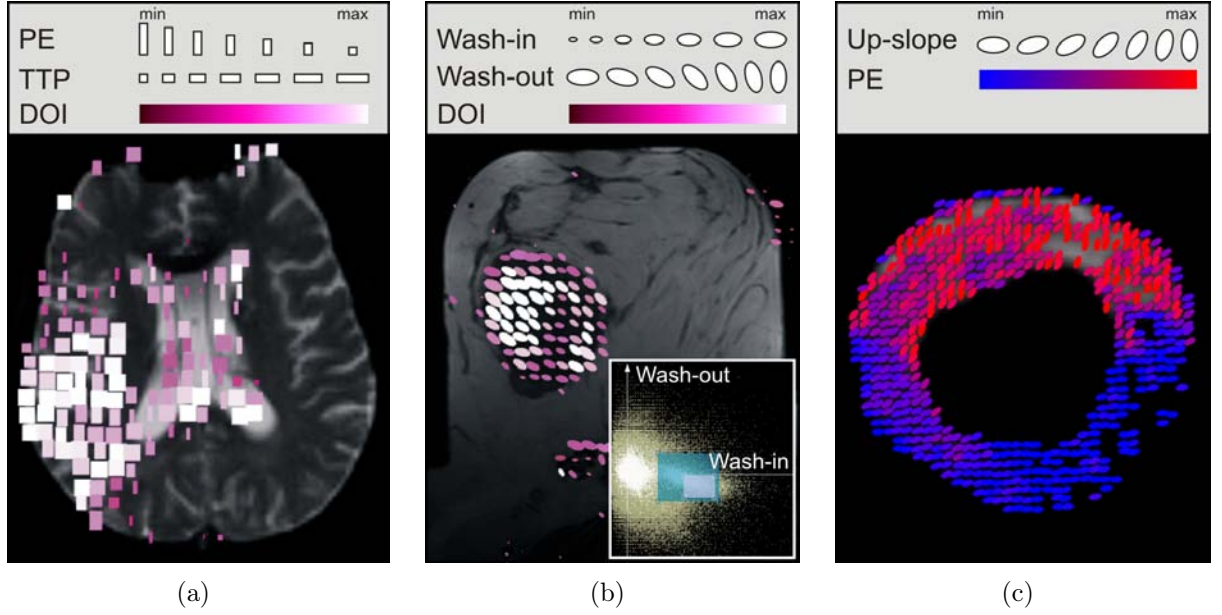 min max
PE
TTP
DOI
min max
Wash-in
Wash-out
DOI
Wash-out
Wash-in
min max
Up-slope
PE
(a) (b) (c)